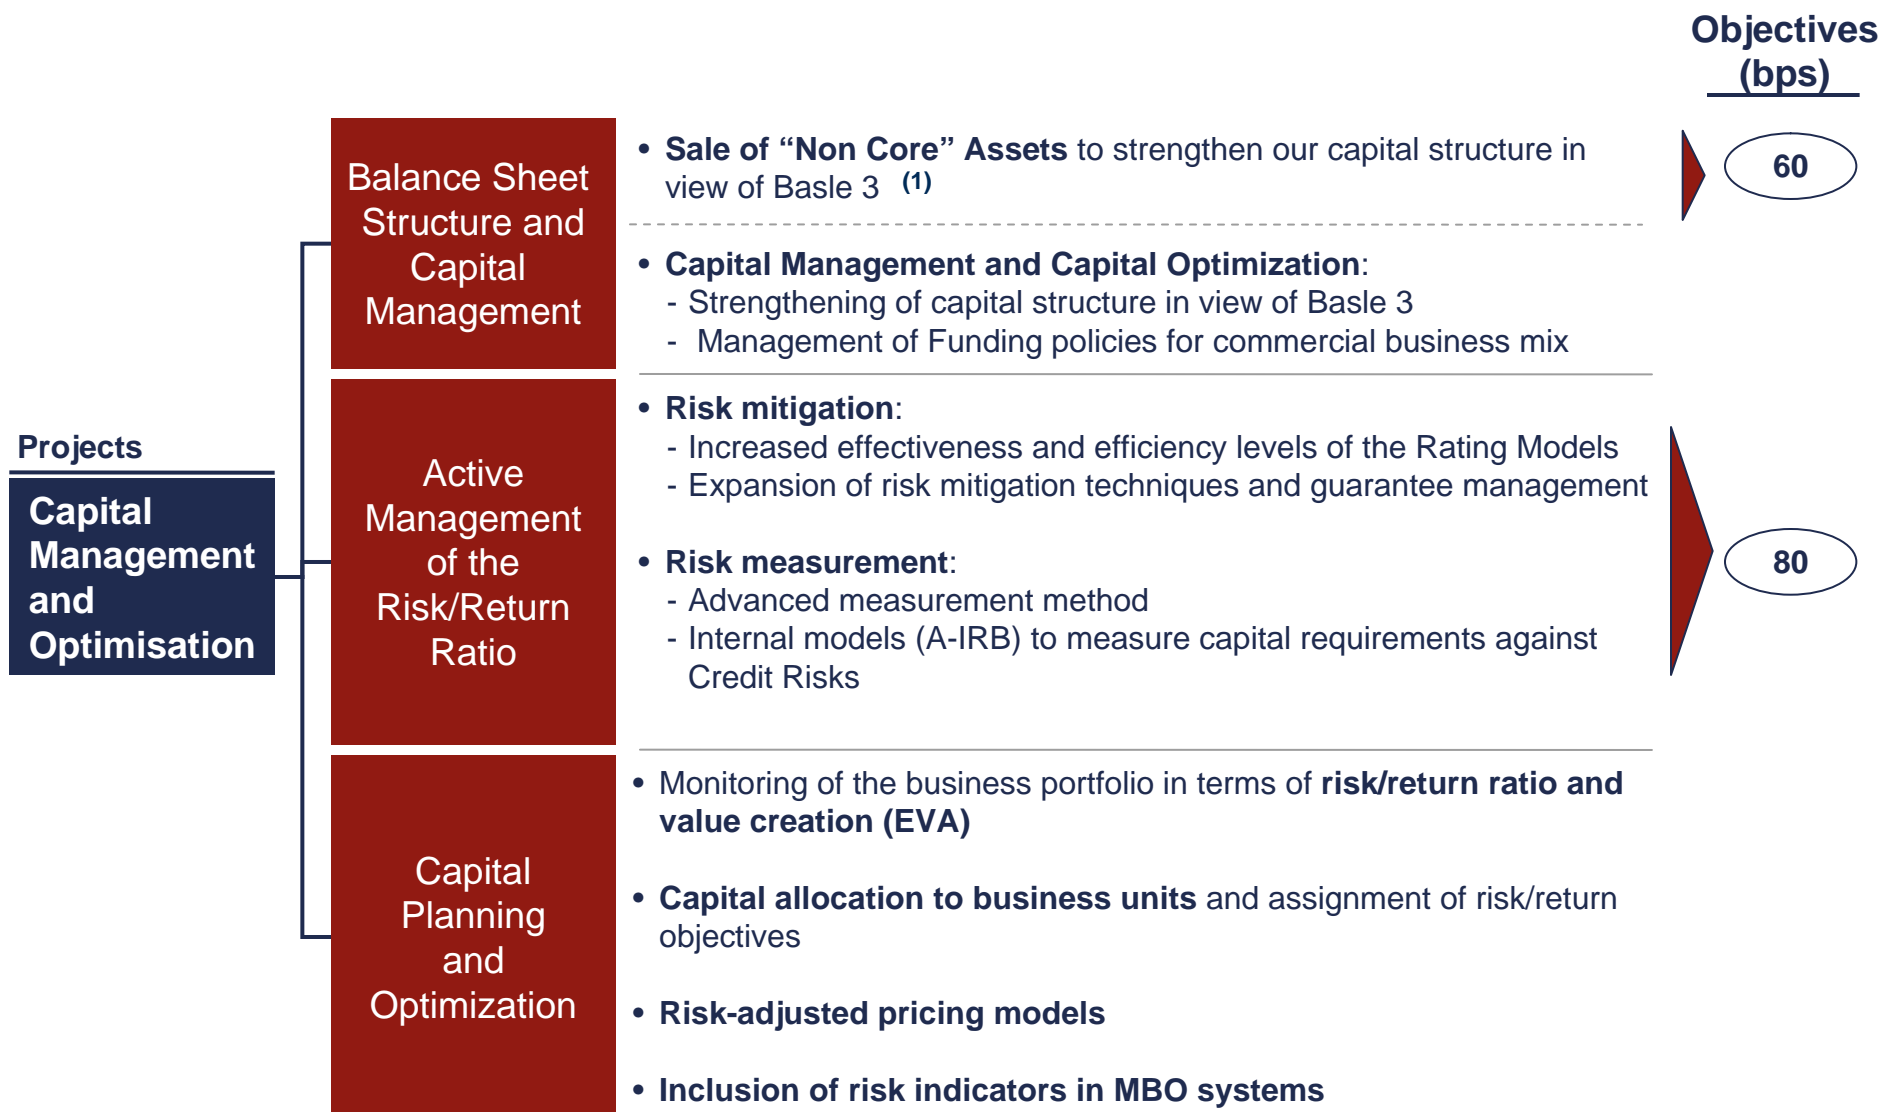 Objectives
(bps)
Balance Sheet
Structure and
Capital
Management
• Sale of “Non Core” Assets to strengthen our capital structure in
view of Basle 3 (1)
60
• Capital Management and Capital Optimization:
- Strengthening of capital structure in view of Basle 3
- Management of Funding policies for commercial business mix
Projects
Capital
Management
and
Optimisation
Active
Management
of the
Risk/Return
Ratio
• Risk mitigation:
- Increased effectiveness and efficiency levels of the Rating Models
- Expansion of risk mitigation techniques and guarantee management
• Risk measurement:
- Advanced measurement method
- Internal models (A-IRB) to measure capital requirements against
Credit Risks
80
Capital
Planning
and
Optimization
• Monitoring of the business portfolio in terms of risk/return ratio and
value creation (EVA)
• Capital allocation to business units and assignment of risk/return
objectives
• Risk-adjusted pricing models
• Inclusion of risk indicators in MBO systems